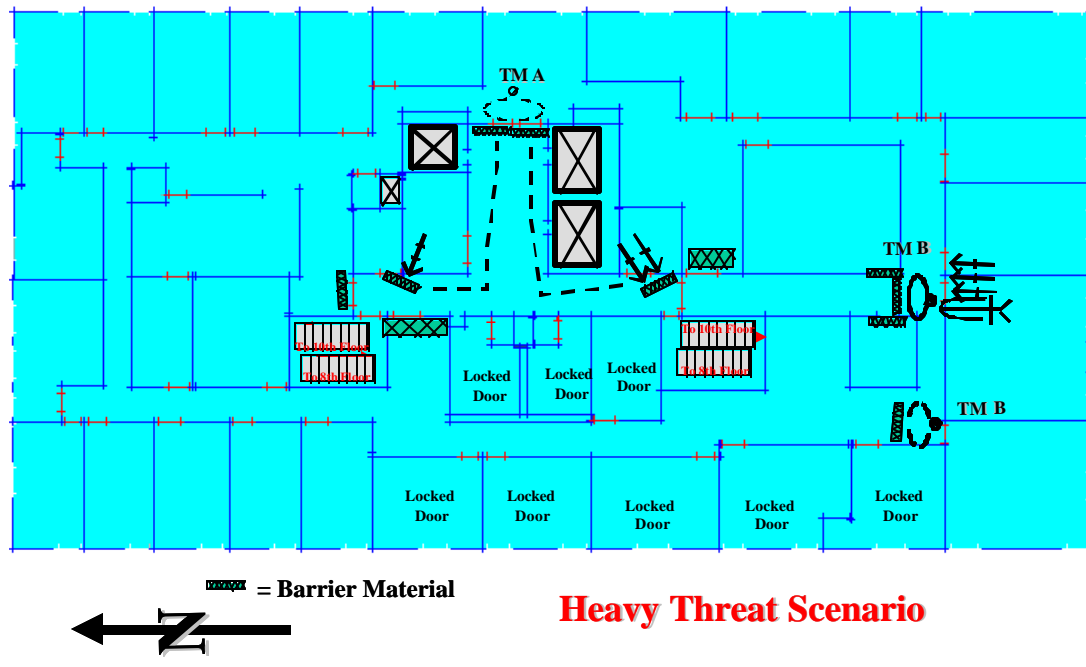 TM A
TM B
To 10th Floor
To 8th Floor
To 10th Floor
To 8th Floor
Locked
Door
Locked
Door
Locked
Door
TM B
Locked
Door
Locked
Door
Locked
Door
Locked
Door
Locked
Door
= Barrier Material
Heavy Threat Scenario
N